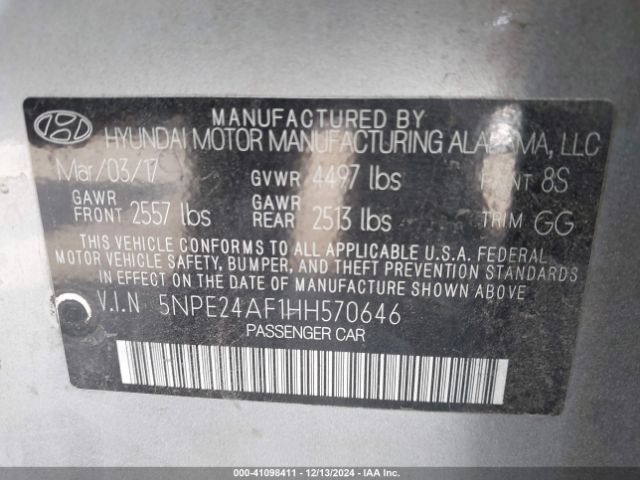 MANUFACTURED BY
HYUNDAI MOTOR MANUFACTURING ALABAMA, LLC
Mar/03/17 GVWR 4497 lbs PAINT 8S
GAWR FRONT 2557 lbs GAWR REAR 2513 lbs TRIM GG
THIS VEHICLE CONFORMS TO ALL APPLICABLE U.S.A. FEDERAL
MOTOR VEHICLE SAFETY, BUMPER, AND THEFT PREVENTION STANDARDS
IN EFFECT ON THE DATE OF MANUFACTURE SHOWN ABOVE.
V.I.N 5NPE24AF1HH570646
PASSENGER CAR
000-41098411 - 12/13/2024 - IAA Inc.